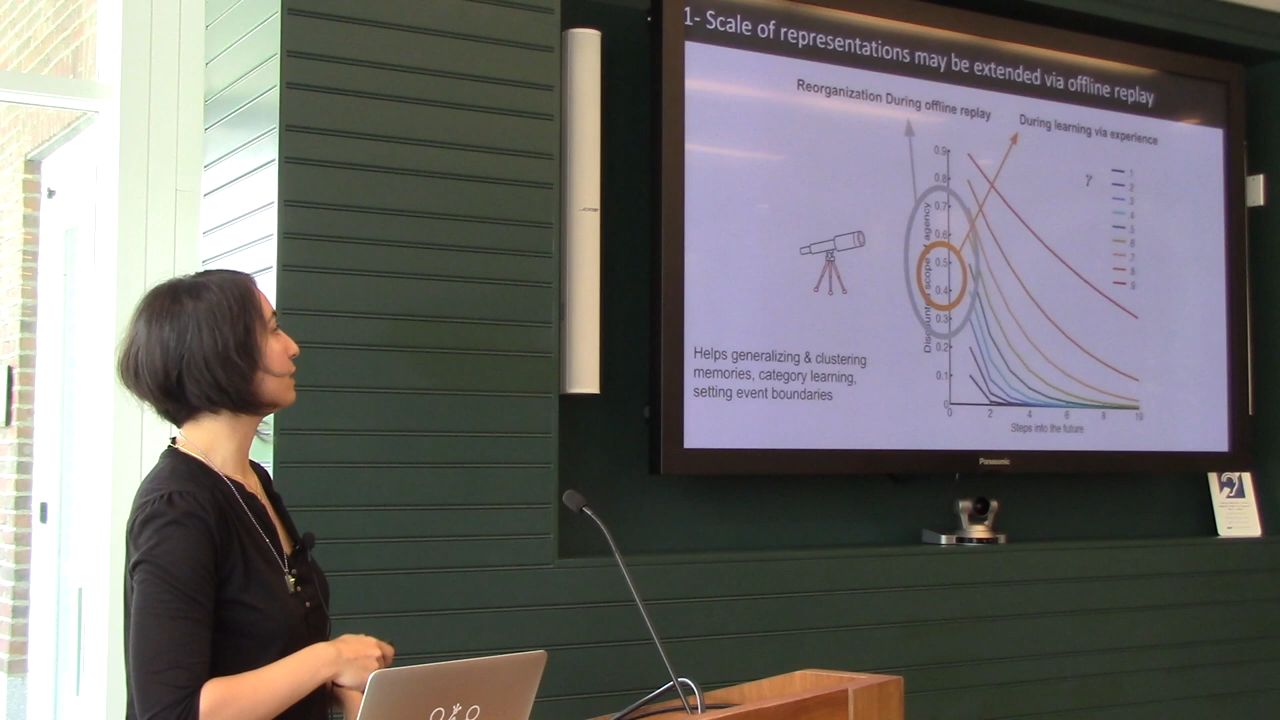 1- Scale of representations may be extended via offline replay
Reorganization During offline replay
During learning via experience
0.9
0.8
0.7
0.6
0.5
0.4
0.3
0.2
0.1
0
agency
γ
1
2
3
4
5
6
7
8
9
Helps generalizing & clustering
memories, category learning,
setting event boundaries
0 2 4 6 8 10
Steps into the future
Panasonic